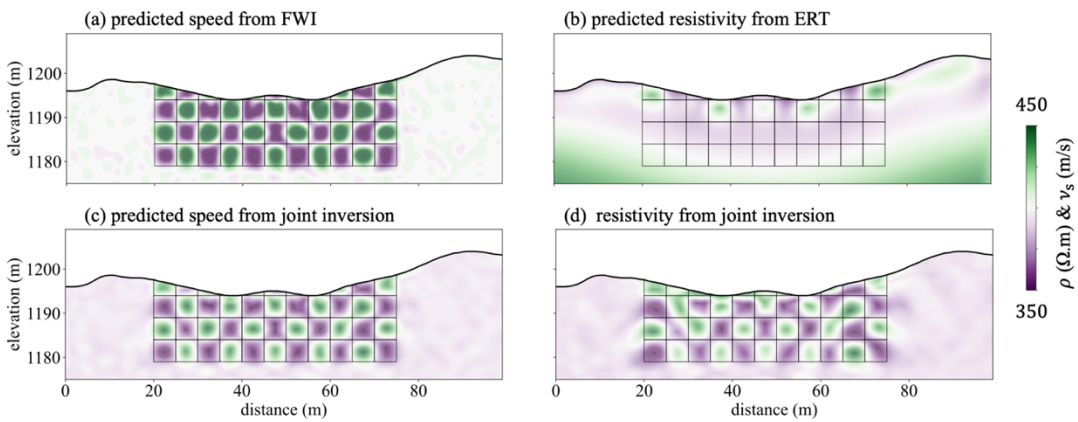 (a) predicted speed from FWI
(b) predicted resistivity from ERT
elevation (m)
1200
1190
1180
450
350
ρ (Ω.m) & vs (m/s)
(c) predicted speed from joint inversion
(d) resistivity from joint inversion
elevation (m)
1200
1190
1180
0 20 40 60 80
0 20 40 60 80
distance (m)
distance (m)